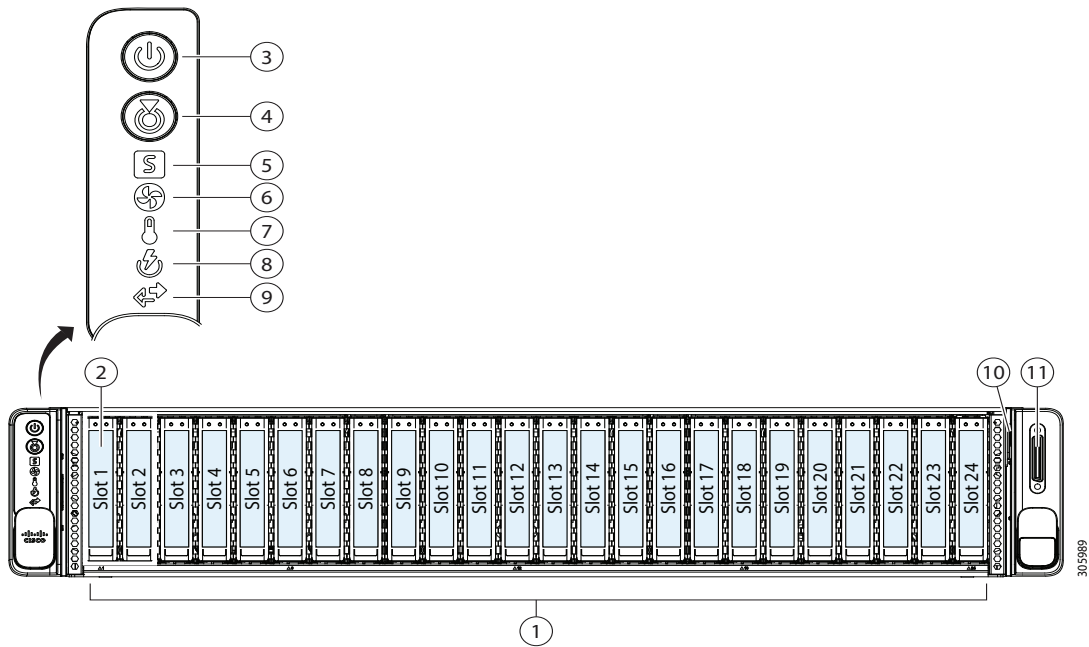 3
4
S
5
6
7
8
9
2
10
11
Slot 1
Slot 2
Slot 3
Slot 4
Slot 5
Slot 6
Slot 7
Slot 8
Slot 9
Slot 10
Slot 11
Slot 12
Slot 13
Slot 14
Slot 15
Slot 16
Slot 17
Slot 18
Slot 19
Slot 20
Slot 21
Slot 22
Slot 23
Slot 24
S
CISCO
305989
1